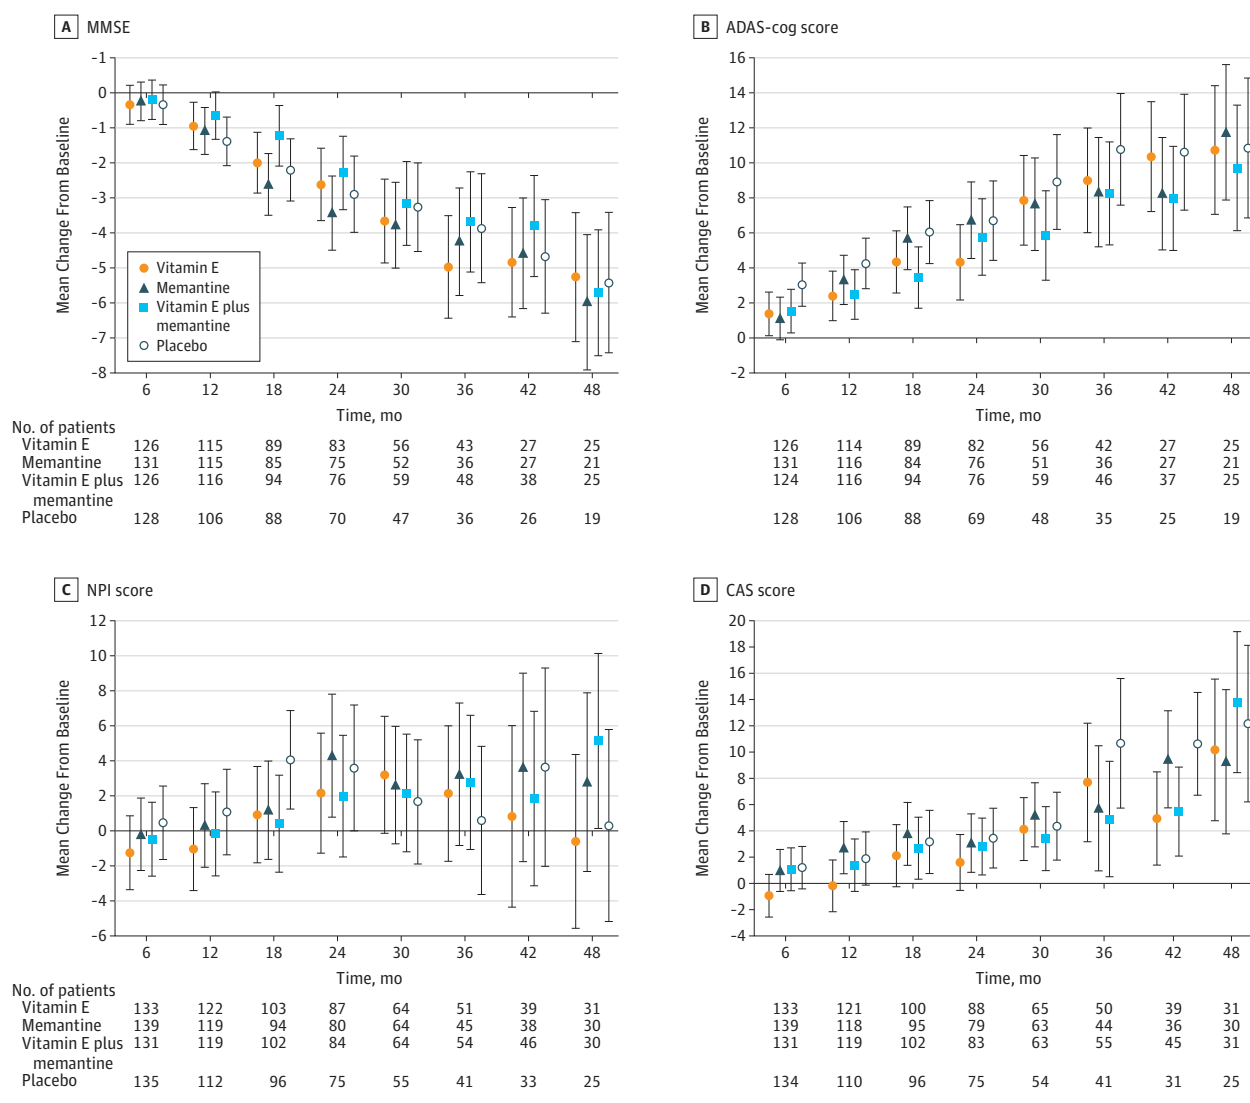 A MMSE
Mean Change From Baseline
-1
0
-1
-2
-3
-4
-5
-6
-7
-8
Vitamin E
Memantine
Vitamin E plus
memantine
Placebo
6 12 18 24 30 36 42 48
Time, mo
No. of patients
Vitamin E 126 115 89 83 56 43 27 25
Memantine 131 115 85 75 52 36 27 21
Vitamin E plus 126 116 94 76 59 48 38 25
memantine
Placebo 128 106 88 70 47 36 26 19
B ADAS-cog score
Mean Change From Baseline
16
14
12
10
8
6
4
2
0
-2
6 12 18 24 30 36 42 48
Time, mo
126 114 89 82 56 42 27 25
131 116 84 76 51 36 27 21
124 116 94 76 59 46 37 25
128 106 88 69 48 35 25 19
C NPI score
Mean Change From Baseline
12
10
8
6
4
2
0
-2
-4
-6
6 12 18 24 30 36 42 48
Time, mo
No. of patients
Vitamin E 133 122 103 87 64 51 39 31
Memantine 139 119 94 80 64 45 38 30
Vitamin E plus 131 119 102 84 64 54 46 30
memantine
Placebo 135 112 96 75 55 41 33 25
D CAS score
Mean Change From Baseline
20
18
16
14
12
10
8
6
4
2
0
-2
-4
6 12 18 24 30 36 42 48
Time, mo
133 121 100 88 65 50 39 31
139 118 95 79 63 44 36 30
131 119 102 83 63 55 45 31
134 110 96 75 54 41 31 25